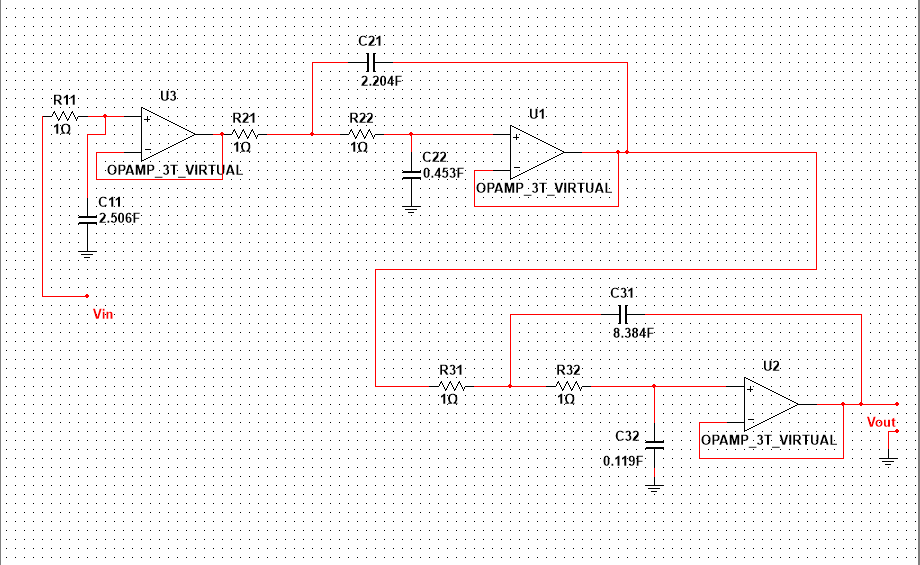 C21
2.204F
R11
1Ω
U3
OPAMP_3T_VIRTUAL
R21
1Ω
R22
1Ω
U1
OPAMP_3T_VIRTUAL
C22
0.453F
C11
2.506F
Vin
C31
8.384F
R31
1Ω
R32
1Ω
U2
OPAMP_3T_VIRTUAL
C32
0.119F
Vout